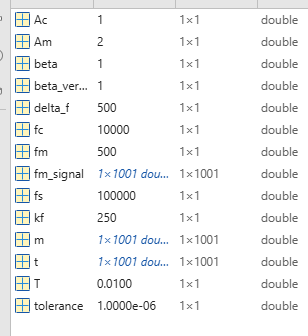 Ac 1 1×1 double
Am 2 1×1 double
beta 1 1×1 double
beta_ver... 1 1×1 double
delta_f 500 1×1 double
fc 10000 1×1 double
fm 500 1×1 double
fm_signal 1×1001 dou... 1×1001 double
fs 100000 1×1 double
kf 250 1×1 double
m 1×1001 dou... 1×1001 double
t 1×1001 dou... 1×1001 double
T 0.0100 1×1 double
tolerance 1.0000e-06 1×1 double